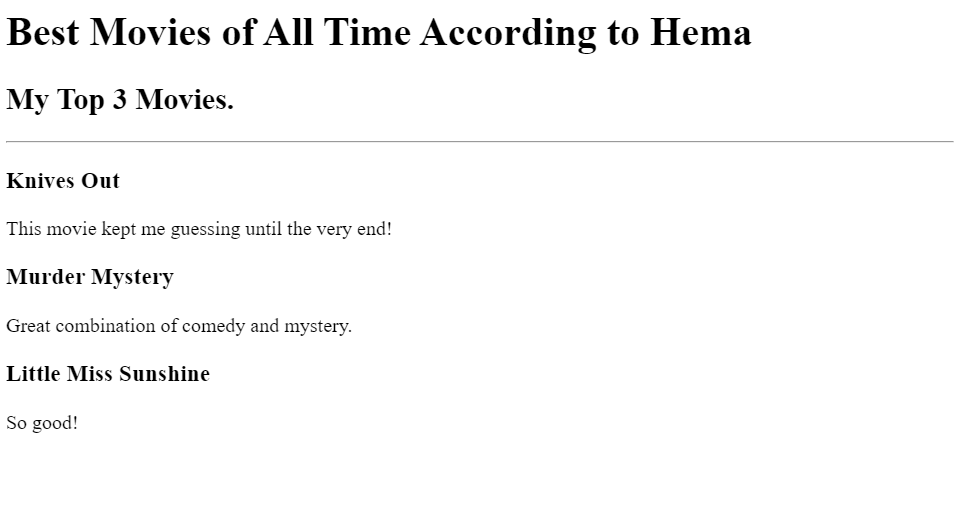 Best Movies of All Time According to Hema
My Top 3 Movies.
Knives Out
This movie kept me guessing until the very end!
Murder Mystery
Great combination of comedy and mystery.
Little Miss Sunshine
So good!